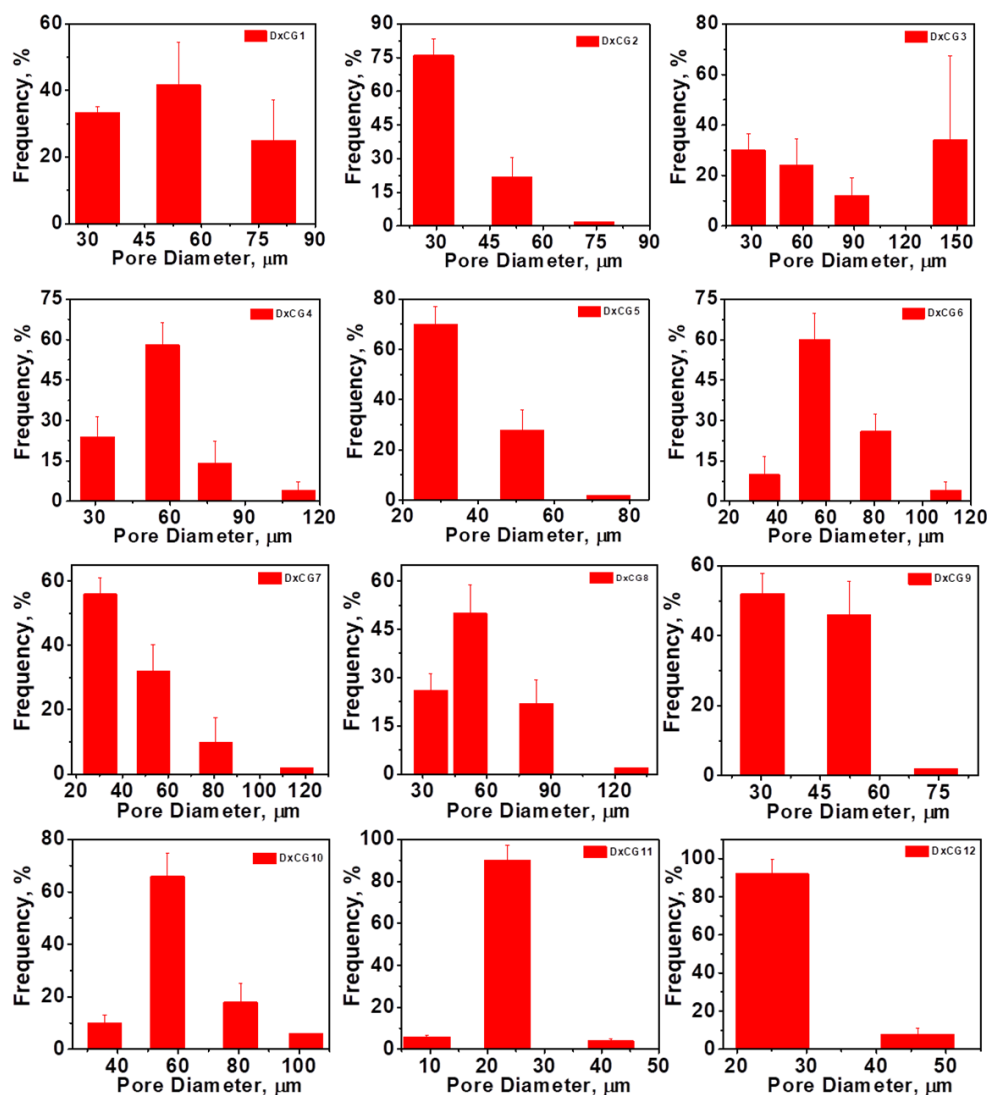 60
40
20
0
Frequency, %
DxCG1
30 45 60 75 90
Pore Diameter, μm
90
75
60
45
30
15
0
Frequency, %
DxCG2
30 45 60 75 90
Pore Diameter, μm
80
60
40
20
0
Frequency, %
DxCG3
30 60 90 120 150
Pore Diameter, μm
75
60
45
30
15
0
Frequency, %
DxCG4
30 60 90 120
Pore Diameter, μm
80
60
40
20
0
Frequency, %
DxCG5
20 40 60 80
Pore Diameter, μm
75
60
45
30
15
0
Frequency, %
DxCG6
20 40 60 80 100 120
Pore Diameter, μm
60
40
20
0
Frequency, %
DxCG7
20 40 60 80 100 120
Pore Diameter, μm
60
45
30
15
0
Frequency, %
DxCG8
30 60 90 120
Pore Diameter, μm
60
40
20
0
Frequency, %
DxCG9
30 45 60 75
Pore Diameter, μm
80
60
40
20
0
Frequency, %
DxCG10
40 60 80 100
Pore Diameter, μm
100
80
60
40
20
0
Frequency, %
DxCG11
10 20 30 40 50
Pore Diameter, μm
100
80
60
40
20
0
Frequency, %
DxCG12
20 30 40 50
Pore Diameter, μm